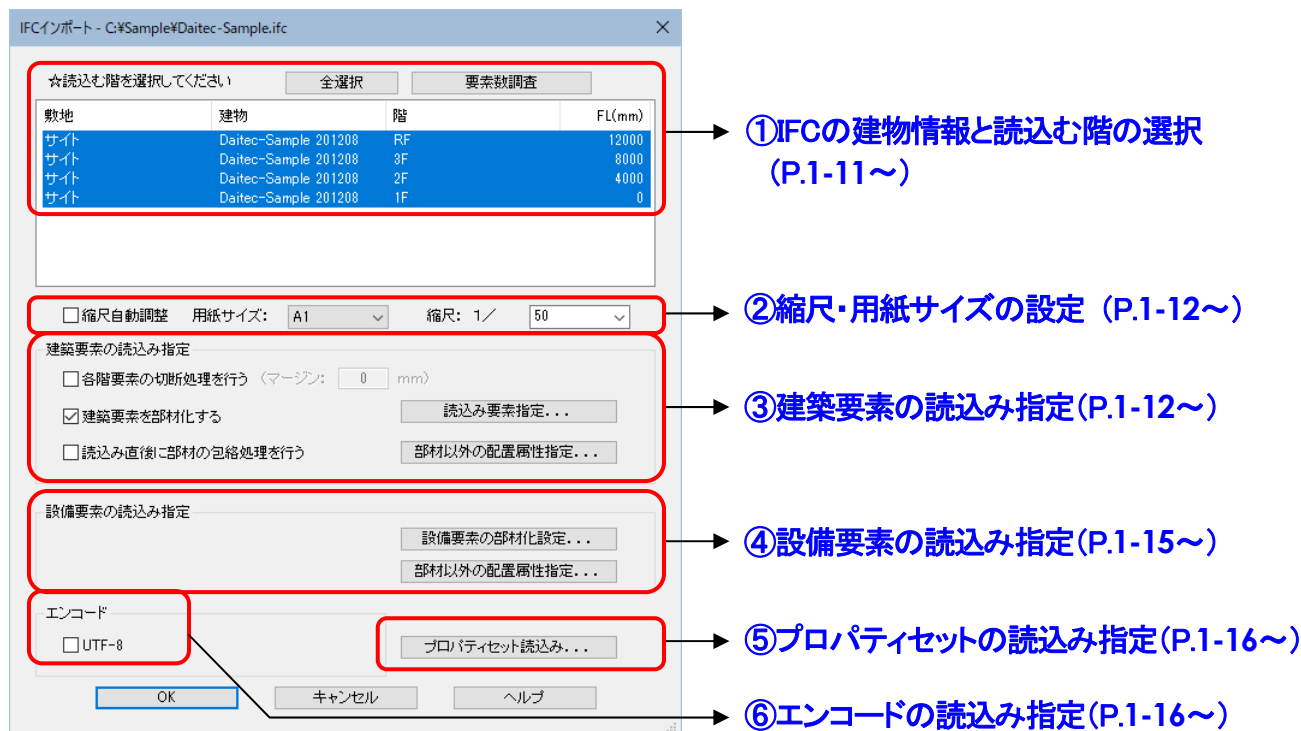 IFCインポート - C:¥Sample¥Daitec-Sample.ifc
☆読込む階を選択してください 全選択 要素数調査
敷地 建物 階 FL(mm)
サイト Daitec-Sample 201208 RF 12000
サイト Daitec-Sample 201208 3F 8000
サイト Daitec-Sample 201208 2F 4000
サイト Daitec-Sample 201208 1F 0
①IFCの建物情報と読込む階の選択
(P.1-11～)
縮尺自動調整 用紙サイズ: A1 縮尺: 1／ 50
②縮尺・用紙サイズの設定 (P.1-12～)
建築要素の読込み指定
各階要素の切断処理を行う (マージン: 0 mm)
建築要素を部材化する 読込み要素指定...
読込み直後に部材の包絡処理を行う 部材以外の配置属性指定...
③建築要素の読込み指定(P.1-12～)
設備要素の読込み指定
設備要素の部材化設定...
部材以外の配置属性指定...
④設備要素の読込み指定(P.1-15～)
エンコード
UTF-8 プロパティセット読込み...
⑤プロパティセットの読込み指定(P.1-16～)
OK キャンセル ヘルプ
⑥エンコードの読込み指定(P.1-16～)